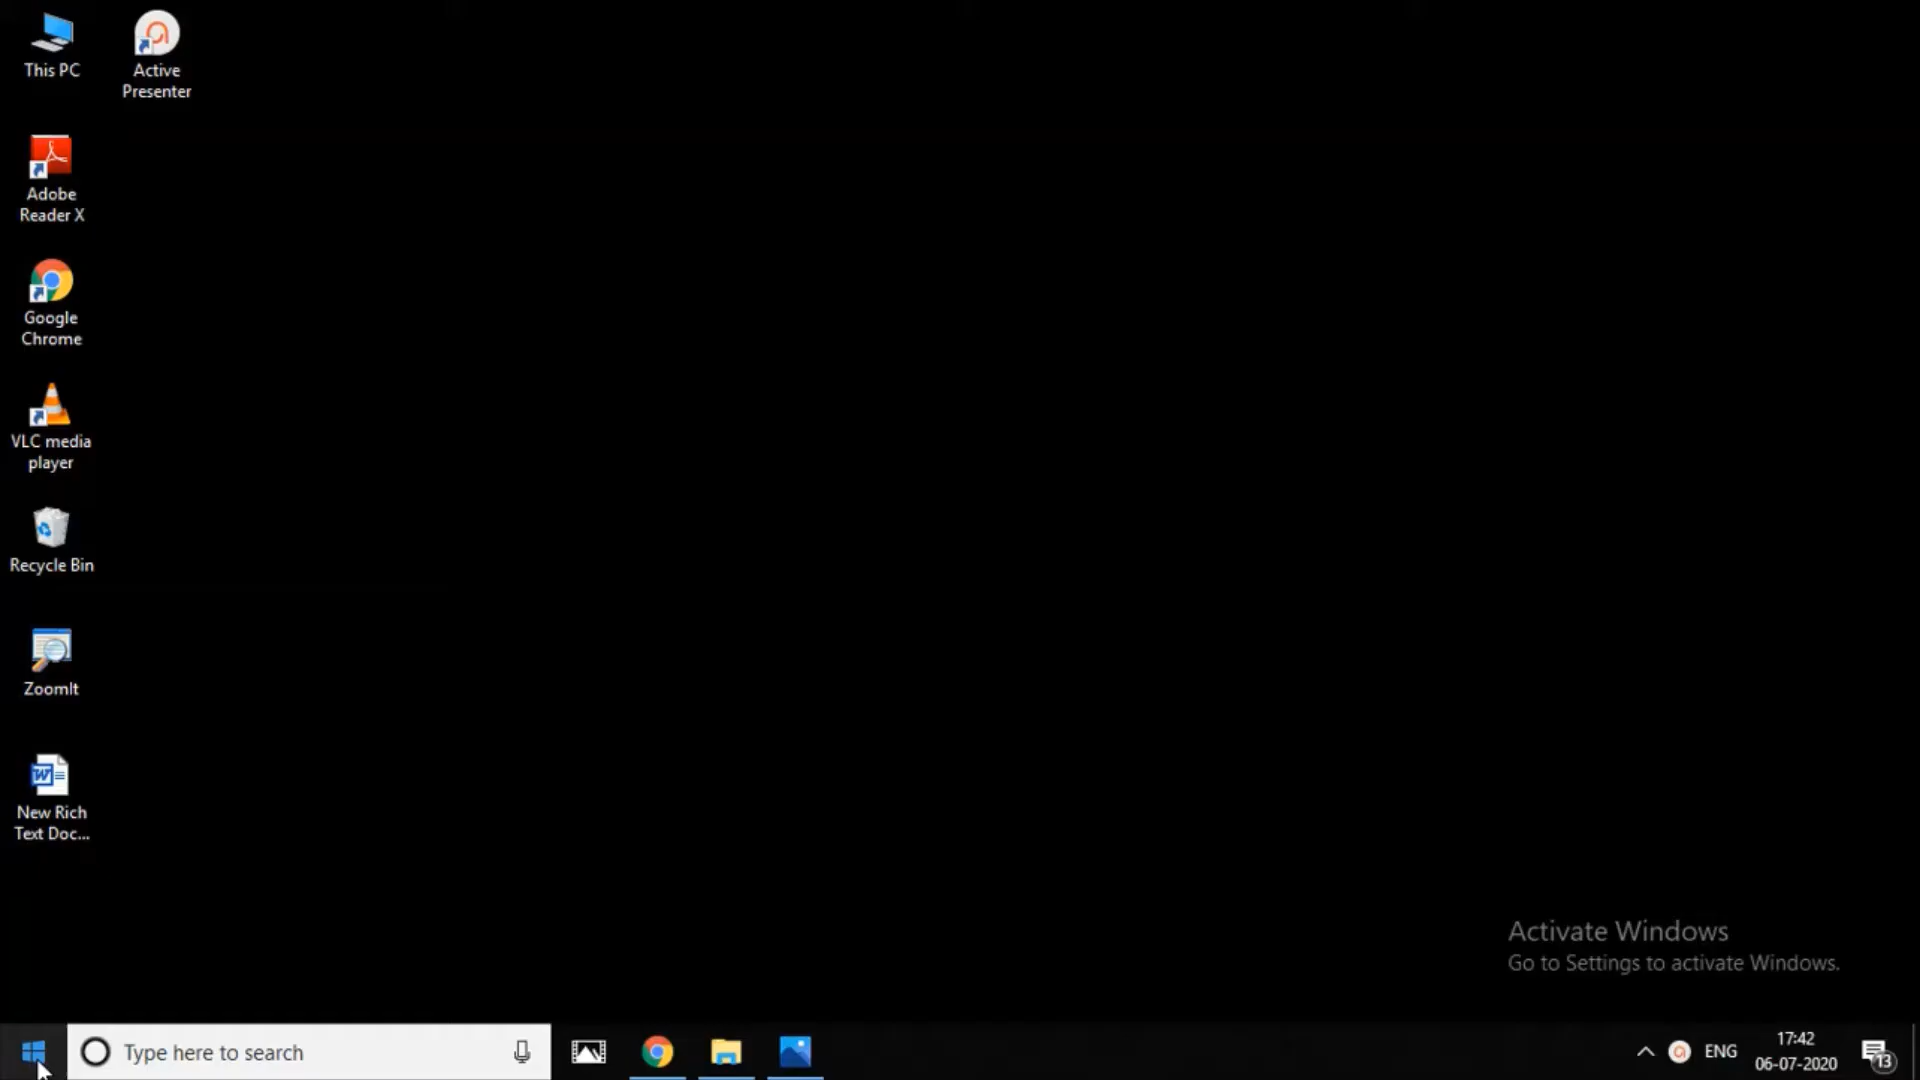 This PC
Active
Presenter
Adobe
Reader X
Google
Chrome
VLC media
player
Recycle Bin
ZoomIt
New Rich
Text Doc...
Activate Windows
Go to Settings to activate Windows.
Type here to search
ENG
17:42
06-07-2020
13